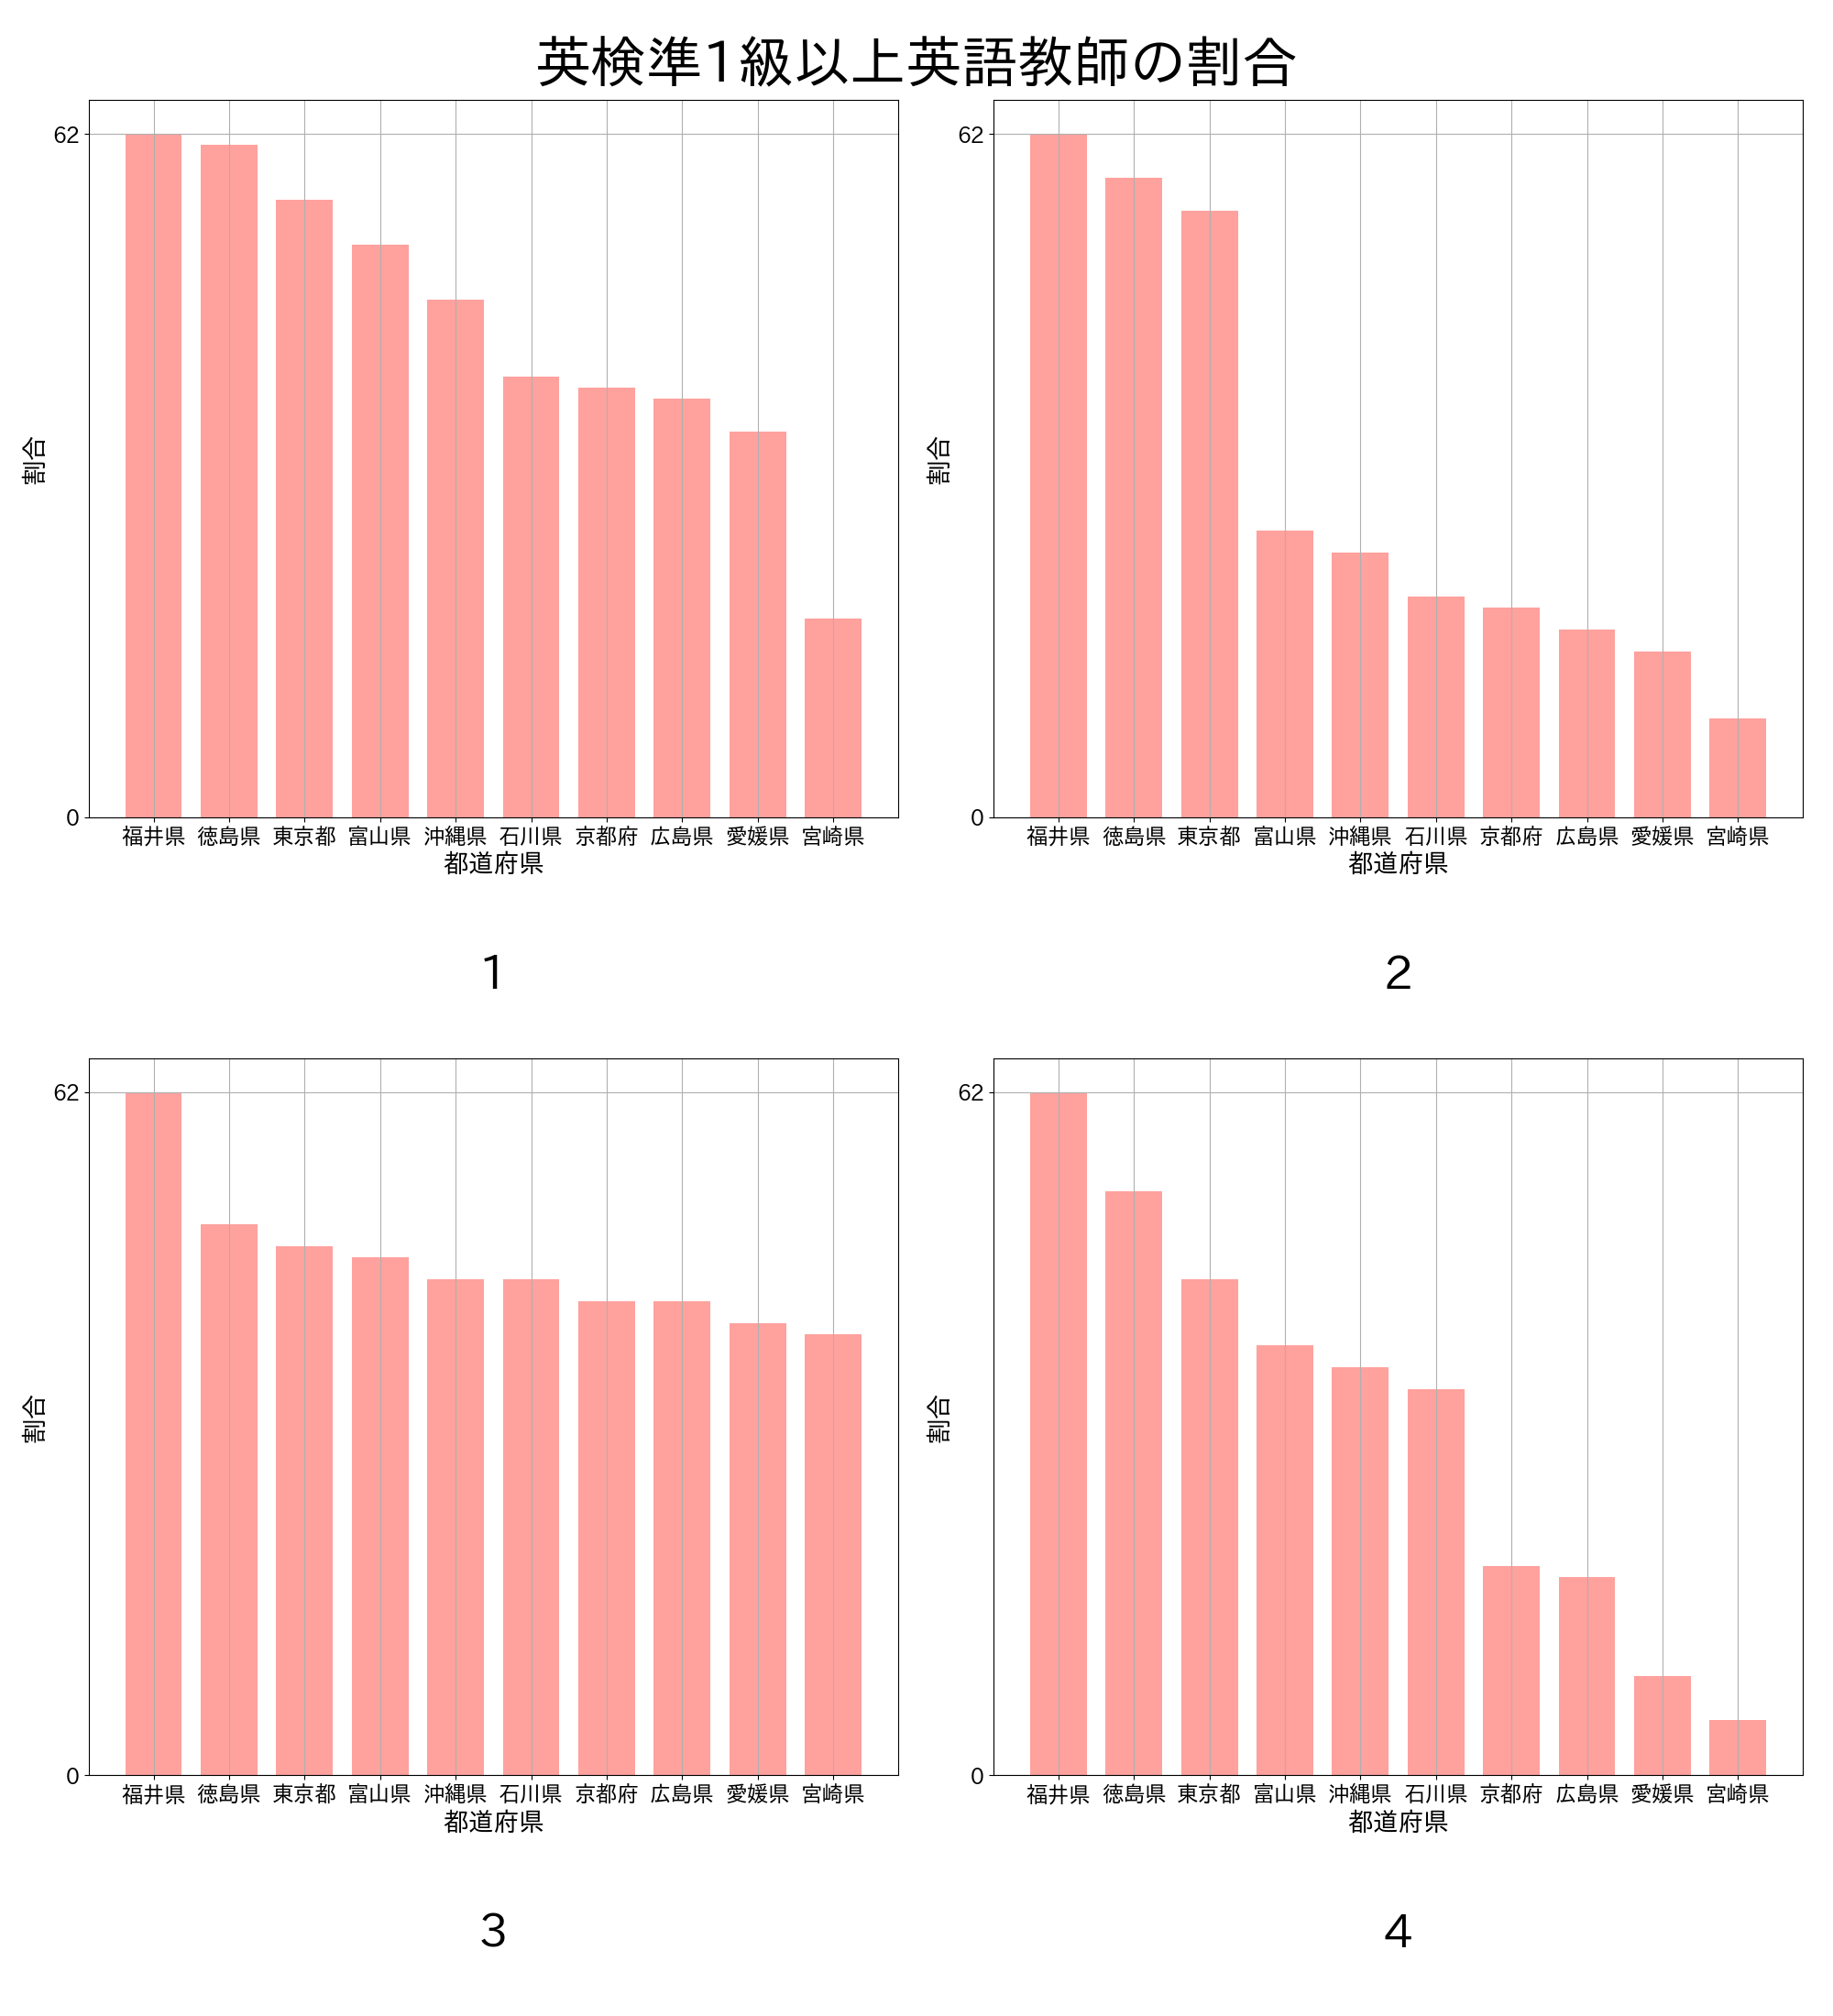 英検準1級以上英語教師の割合
62
0
割合
福井県 徳島県 東京都 富山県 沖縄県 石川県 京都府 広島県 愛媛県 宮崎県
都道府県
1
62
0
割合
福井県 徳島県 東京都 富山県 沖縄県 石川県 京都府 広島県 愛媛県 宮崎県
都道府県
2
62
0
割合
福井県 徳島県 東京都 富山県 沖縄県 石川県 京都府 広島県 愛媛県 宮崎県
都道府県
3
62
0
割合
福井県 徳島県 東京都 富山県 沖縄県 石川県 京都府 広島県 愛媛県 宮崎県
都道府県
4